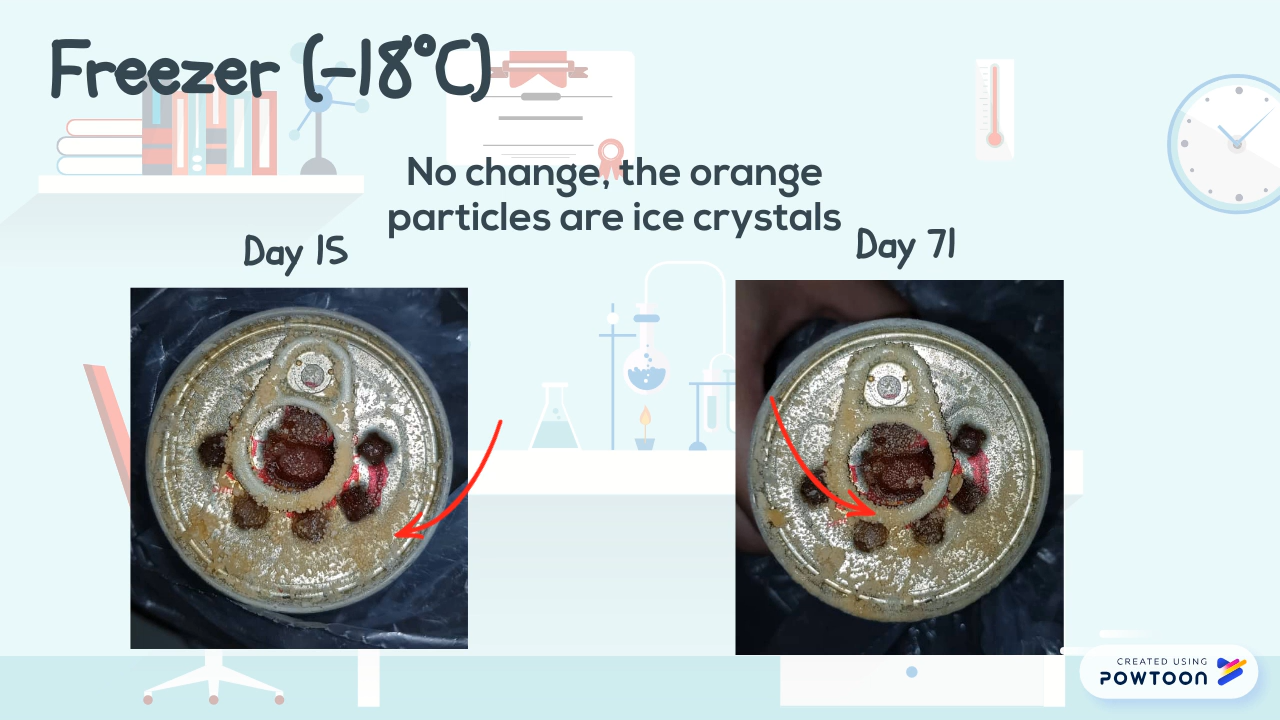 Freezer (-18°C)
No change, the orange
particles are ice crystals
Day 15
Day 71
CREATED USING
POWTOON